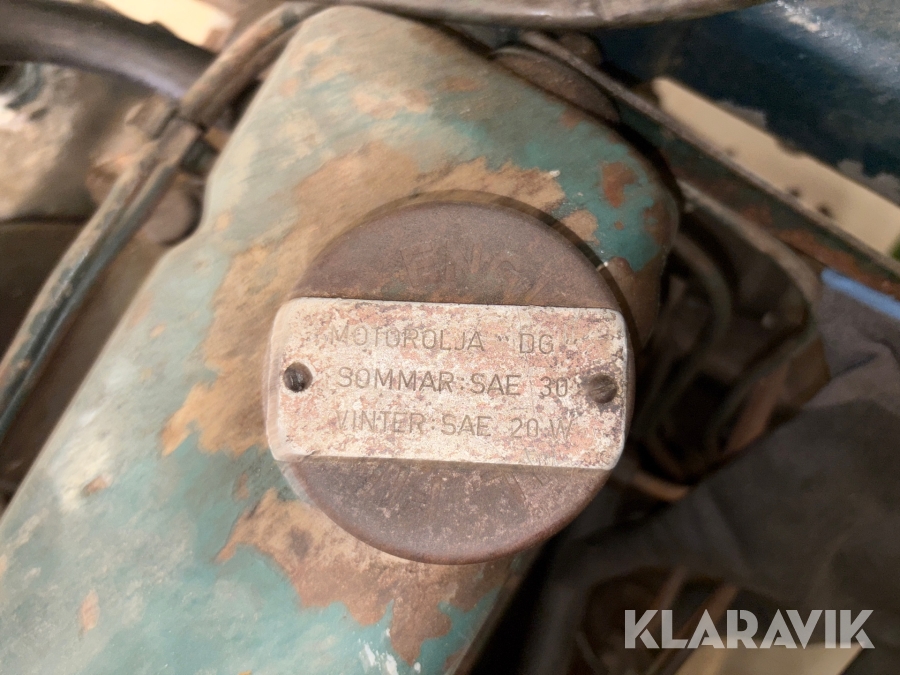 MOTOROLJA DG
SOMMAR: SAE 30
VINTER: SAE 20 W
KLARAVIK